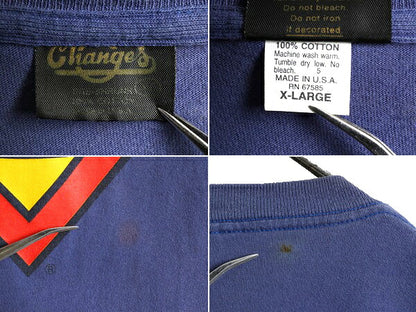 Changes
Do not bleach.
Do not iron
if decorated.
100% COTTON
Machine wash warm.
Tumble dry low. No
bleach. 5
MADE IN U.S.A.
RN 67585
X-LARGE
®